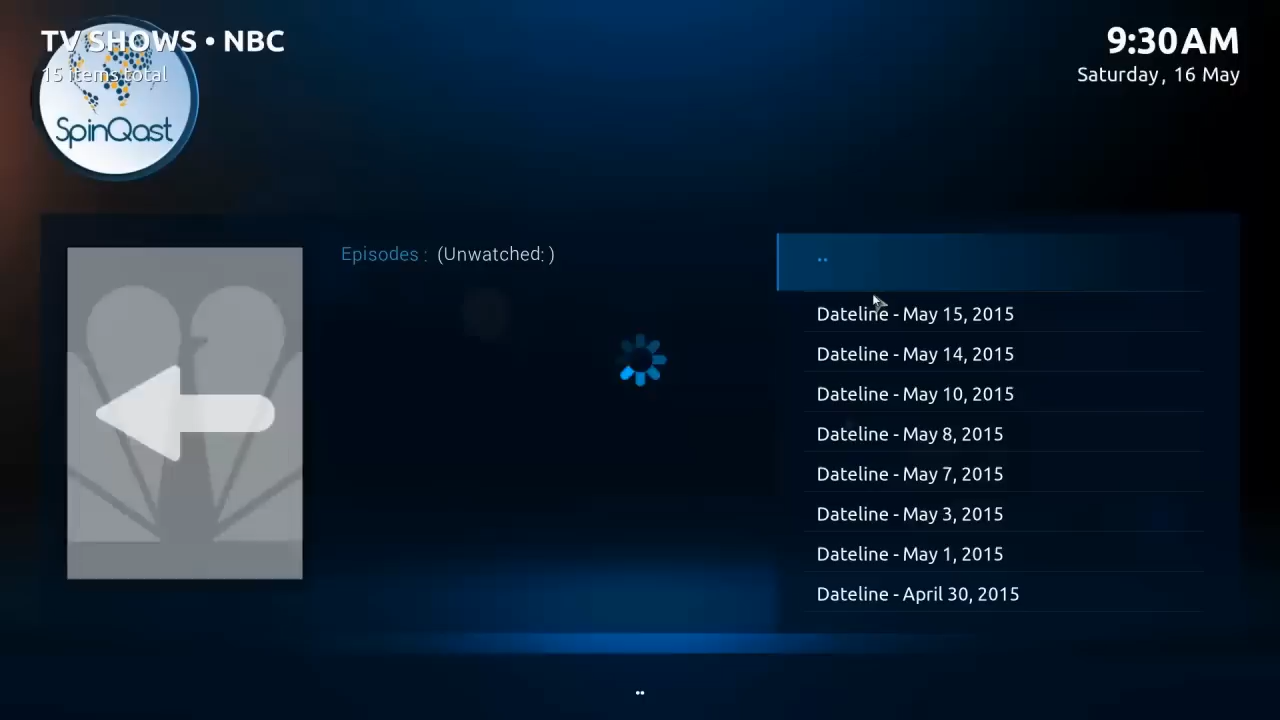 TV SHOWS • NBC
15 items total
SpinQast
9:30 AM
Saturday, 16 May
Episodes : (Unwatched: )
..
Dateline - May 15, 2015
Dateline - May 14, 2015
Dateline - May 10, 2015
Dateline - May 8, 2015
Dateline - May 7, 2015
Dateline - May 3, 2015
Dateline - May 1, 2015
Dateline - April 30, 2015
..